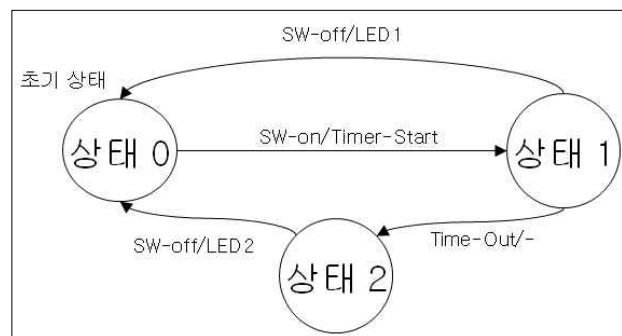 SW-off/LED1
초기 상태
상태 0
SW-on/Timer-Start
상태 1
SW-off/LED2
Time-Out/-
상태 2